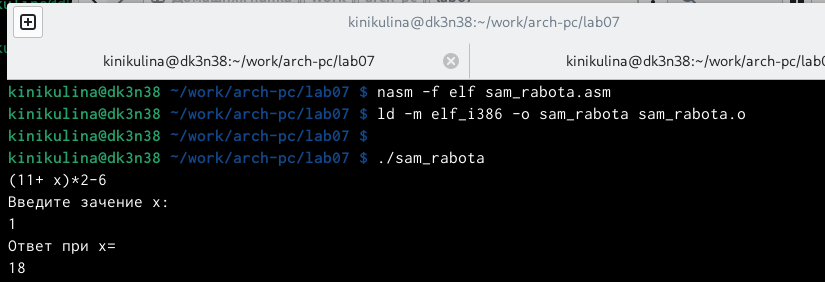 kinikulina@dk3n38:~/work/arch-pc/lab07
kinikulina@dk3n38:~/work/arch-pc/lab07 kinikulina@dk3n38:~/work/arch-pc/lab0
kinikulina@dk3n38 ~/work/arch-pc/lab07 $ nasm -f elf sam_rabota.asm
kinikulina@dk3n38 ~/work/arch-pc/lab07 $ ld -m elf_i386 -o sam_rabota sam_rabota.o
kinikulina@dk3n38 ~/work/arch-pc/lab07 $
kinikulina@dk3n38 ~/work/arch-pc/lab07 $ ./sam_rabota
(11+ x)*2-6
Введите зачение x:
1
Ответ при x=
18